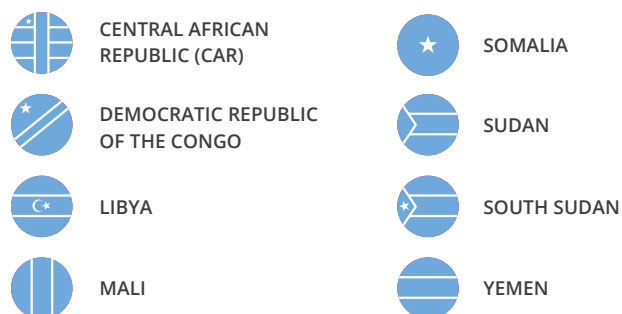 CENTRAL AFRICAN
REPUBLIC (CAR)
DEMOCRATIC REPUBLIC
OF THE CONGO
LIBYA
MALI
SOMALIA
SUDAN
SOUTH SUDAN
YEMEN